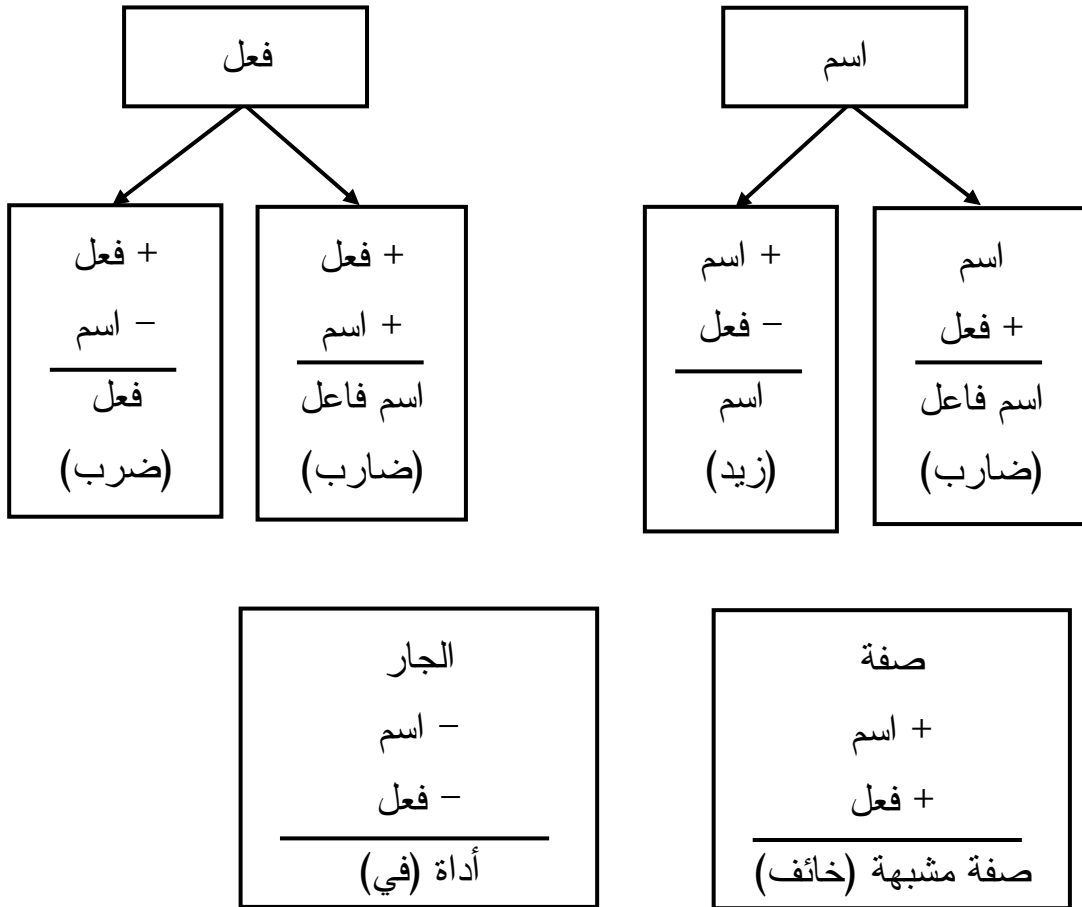 اسم
اسم
+ فعل
اسم فاعل
(ضارب)
+ اسم
− فعل
اسم
(زيد)
فعل
+ فعل
+ اسم
اسم فاعل
(ضارب)
+ فعل
− اسم
فعل
(ضرب)
صفة
+ اسم
+ فعل
صفة مشبهة (خائف)
الجار
− اسم
− فعل
أداة (في)